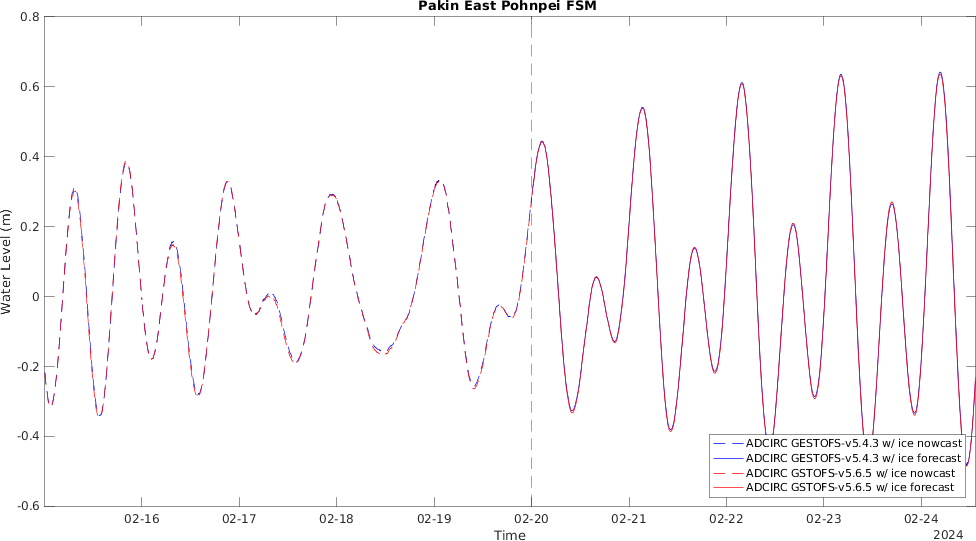 Pakin East Pohnpei FSM
0.8
0.6
0.4
0.2
0
-0.2
-0.4
-0.6
Water Level (m)
ADCIRC GESTOFS-v5.4.3 w/ ice nowcast
ADCIRC GESTOFS-v5.4.3 w/ ice forecast
ADCIRC GSTOFS-v5.6.5 w/ ice nowcast
ADCIRC GSTOFS-v5.6.5 w/ ice forecast
02-16 02-17 02-18 02-19 02-20 02-21 02-22 02-23 02-24
Time
2024